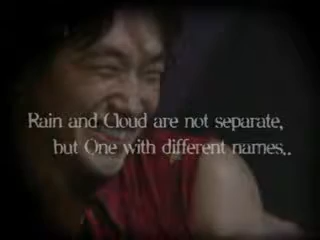 Rain and Cloud are not separate,
but One with different names..